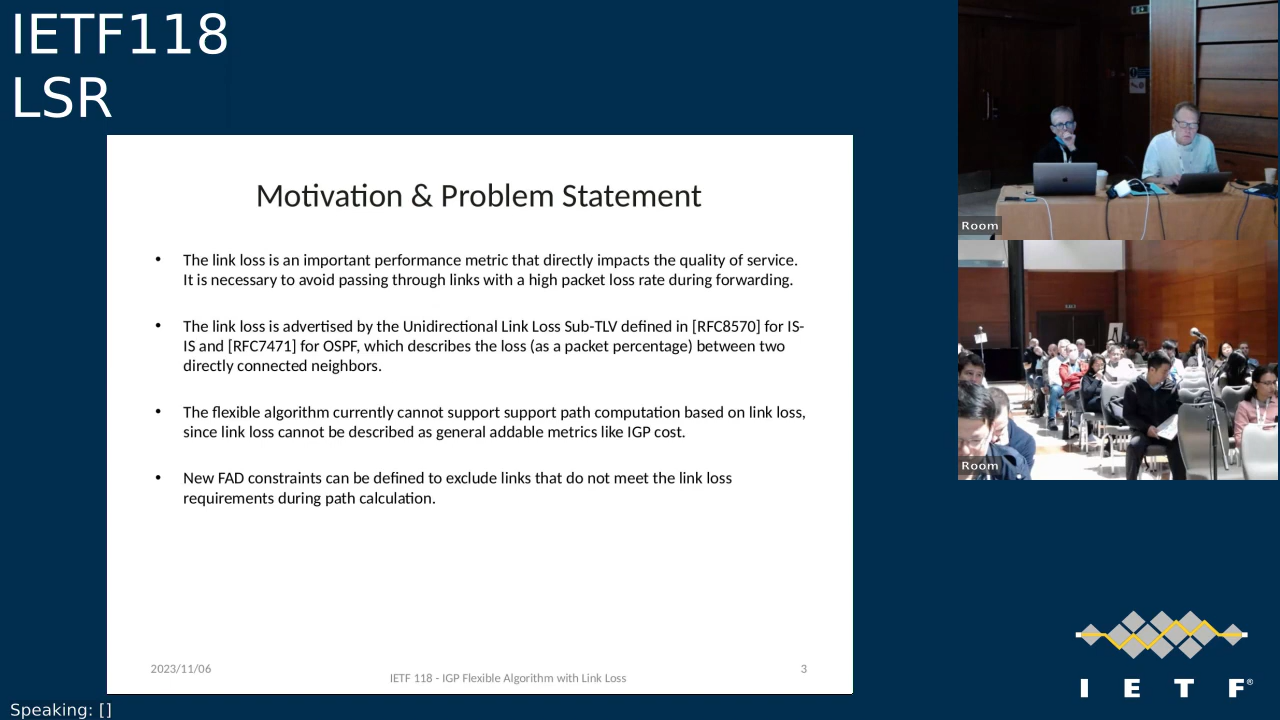 IETF118
LSR
Motivation & Problem Statement
• The link loss is an important performance metric that directly impacts the quality of service.
It is necessary to avoid passing through links with a high packet loss rate during forwarding.
• The link loss is advertised by the Unidirectional Link Loss Sub-TLV defined in [RFC8570] for IS-
IS and [RFC7471] for OSPF, which describes the loss (as a packet percentage) between two
directly connected neighbors.
• The flexible algorithm currently cannot support support path computation based on link loss,
since link loss cannot be described as general addable metrics like IGP cost.
• New FAD constraints can be defined to exclude links that do not meet the link loss
requirements during path calculation.
2023/11/06
IETF 118 - IGP Flexible Algorithm with Link Loss
3
Room
Room
I E T F®
Speaking: []